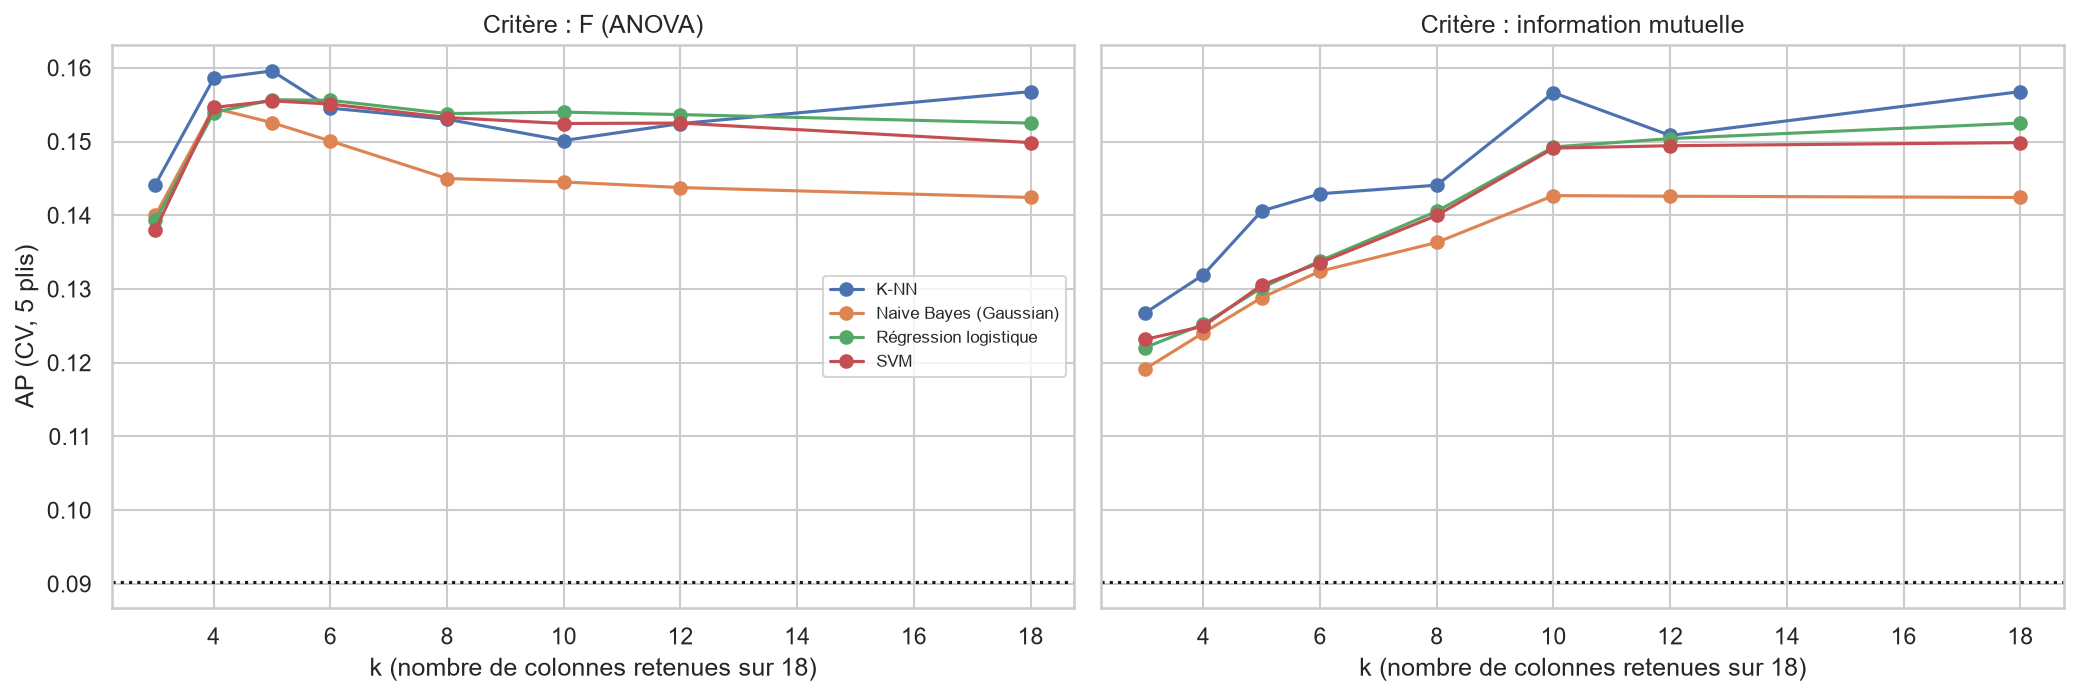 Critère : F (ANOVA)
Critère : information mutuelle
AP (CV, 5 plis)
0.16
0.15
0.14
0.13
0.12
0.11
0.10
0.09
K-NN
Naive Bayes (Gaussian)
Régression logistique
SVM
4 6 8 10 12 14 16 18
4 6 8 10 12 14 16 18
k (nombre de colonnes retenues sur 18)
k (nombre de colonnes retenues sur 18)